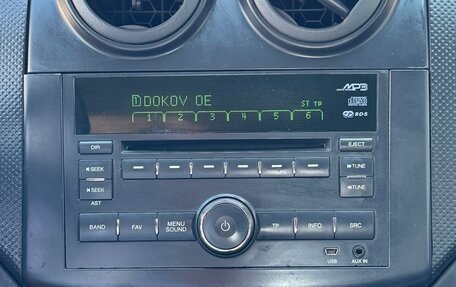 MP3
1 DOKOV OE
ST TP
1 2 3 4 5 6
RDS
DIR
EJECT
SEEK
TUNE
SEEK
TUNE
AST
BAND FAV MENU SOUND TP INFO SRC
USB AUX IN